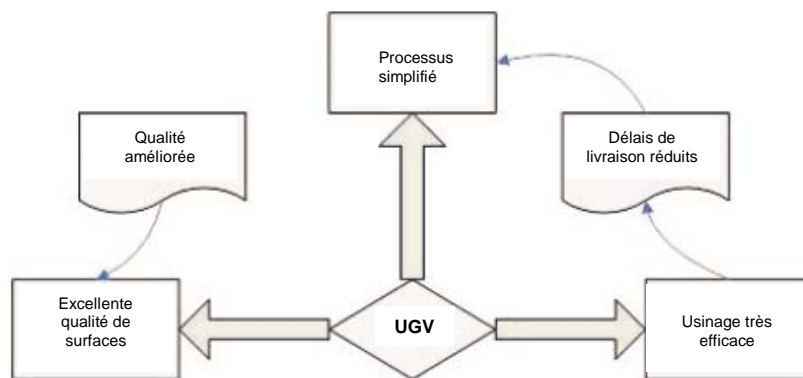 Processus
simplifié
Qualité
améliorée
Délais de
livraison réduits
Excellente
qualité de
surfaces
UGV
Usinage très
efficace